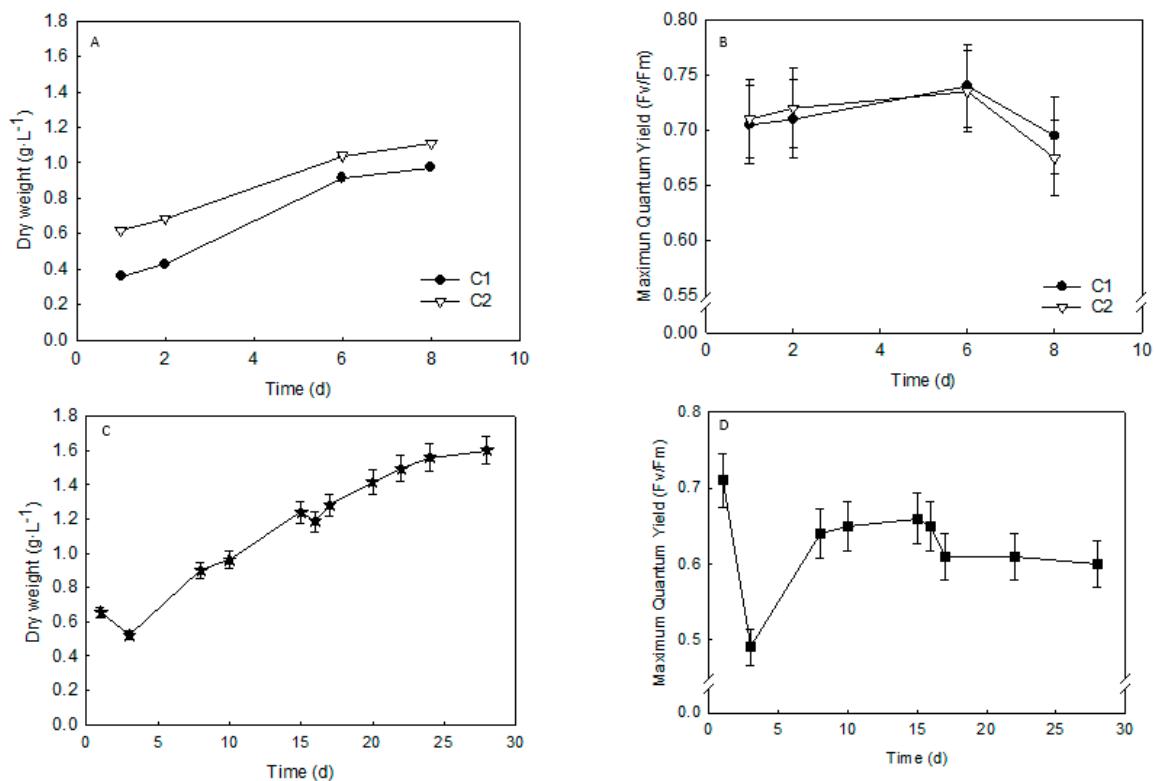 A
Dry weight (g·L⁻¹)
1.8
1.6
1.4
1.2
1.0
0.8
0.6
0.4
0.2
0.0
C1
C2
0 2 4 6 8 10
Time (d)
B
Maximun Quantum Yield (Fv/Fm)
0.80
0.75
0.70
0.65
0.60
0.55
0.00
C1
C2
0 2 4 6 8 10
Time (d)
C
Dry weight (g·L⁻¹)
1.8
1.6
1.4
1.2
1.0
0.8
0.6
0.4
0.2
0.0
0 5 10 15 20 25 30
Time (d)
D
Maximum Quantum Yield (Fv/Fm)
0.8
0.7
0.6
0.5
0.0
0 5 10 15 20 25 30
Time (d)